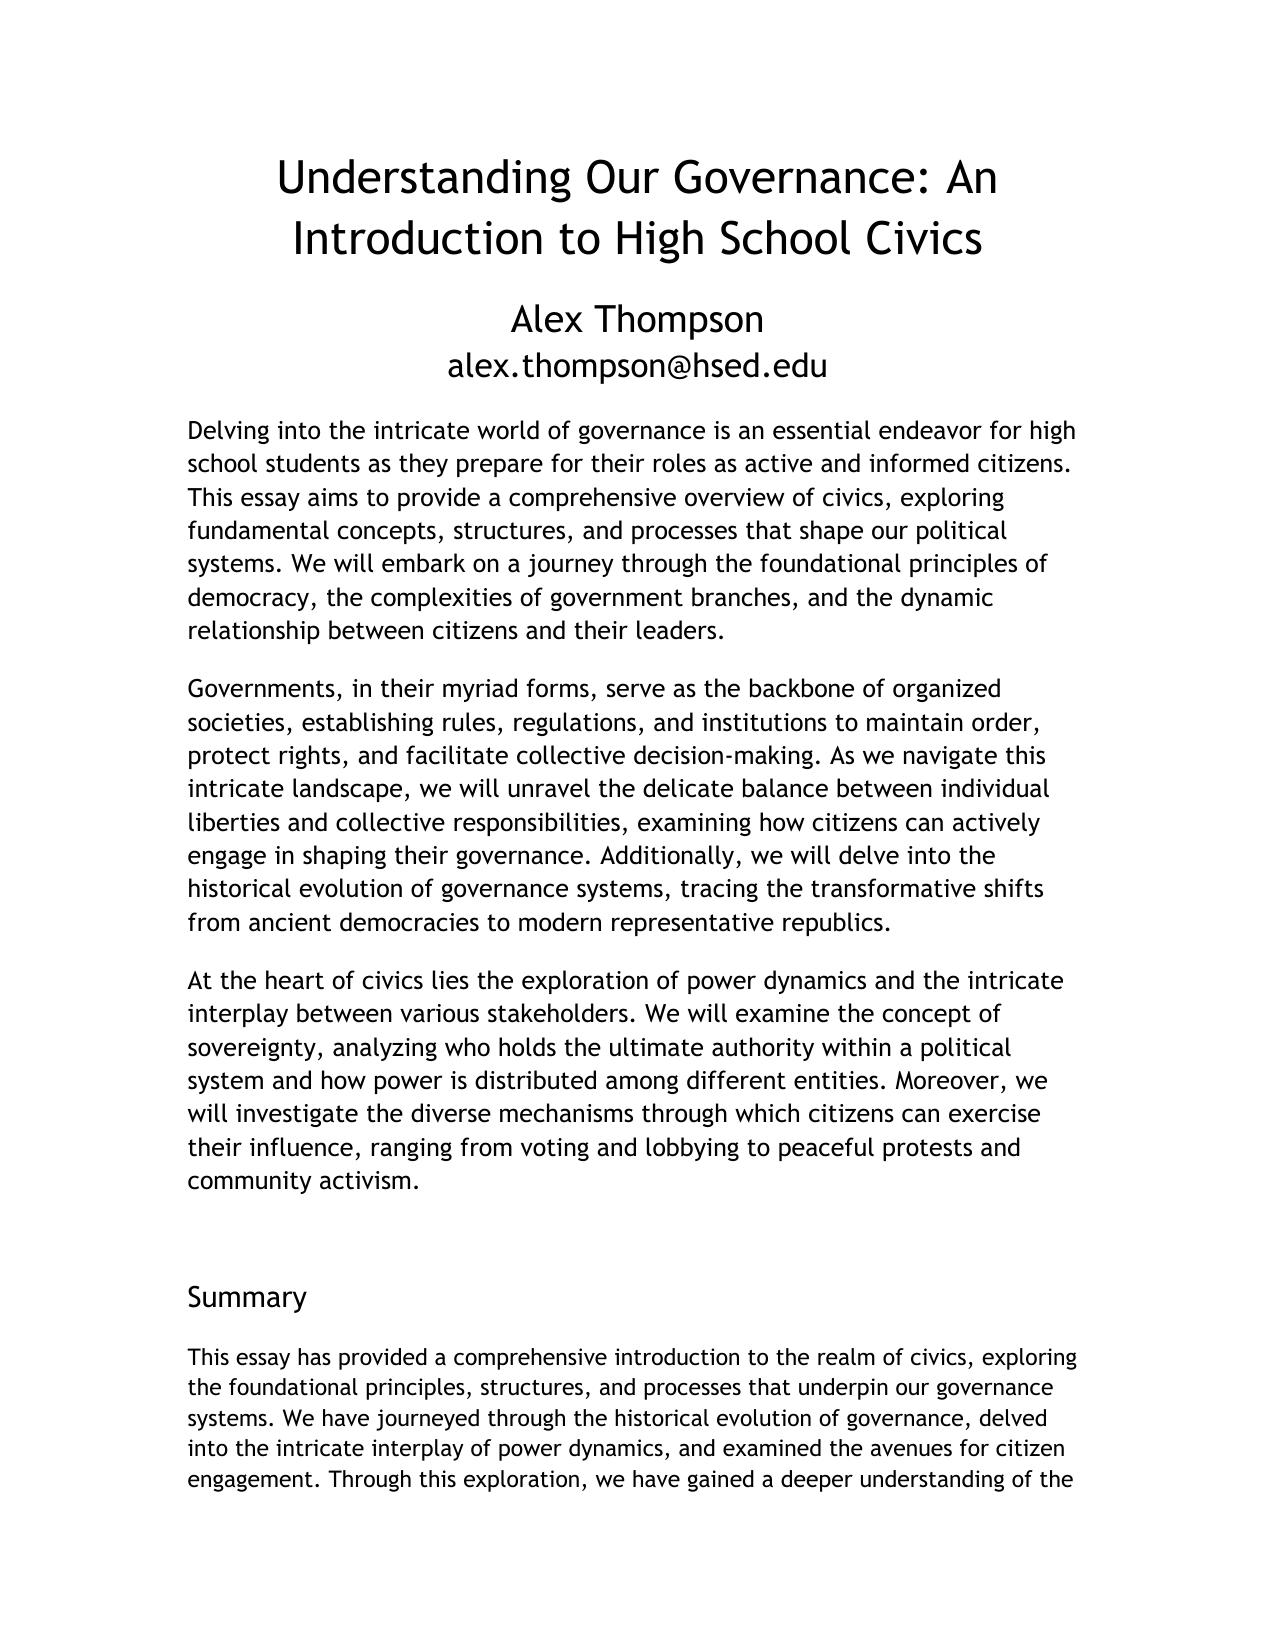 Understanding Our Governance: An
Introduction to High School Civics
Alex Thompson
alex.thompson@hsed.edu
Delving into the intricate world of governance is an essential endeavor for high
school students as they prepare for their roles as active and informed citizens.
This essay aims to provide a comprehensive overview of civics, exploring
fundamental concepts, structures, and processes that shape our political
systems. We will embark on a journey through the foundational principles of
democracy, the complexities of government branches, and the dynamic
relationship between citizens and their leaders.
Governments, in their myriad forms, serve as the backbone of organized
societies, establishing rules, regulations, and institutions to maintain order,
protect rights, and facilitate collective decision-making. As we navigate this
intricate landscape, we will unravel the delicate balance between individual
liberties and collective responsibilities, examining how citizens can actively
engage in shaping their governance. Additionally, we will delve into the
historical evolution of governance systems, tracing the transformative shifts
from ancient democracies to modern representative republics.
At the heart of civics lies the exploration of power dynamics and the intricate
interplay between various stakeholders. We will examine the concept of
sovereignty, analyzing who holds the ultimate authority within a political
system and how power is distributed among different entities. Moreover, we
will investigate the diverse mechanisms through which citizens can exercise
their influence, ranging from voting and lobbying to peaceful protests and
community activism.
Summary
This essay has provided a comprehensive introduction to the realm of civics, exploring
the foundational principles, structures, and processes that underpin our governance
systems. We have journeyed through the historical evolution of governance, delved
into the intricate interplay of power dynamics, and examined the avenues for citizen
engagement. Through this exploration, we have gained a deeper understanding of the